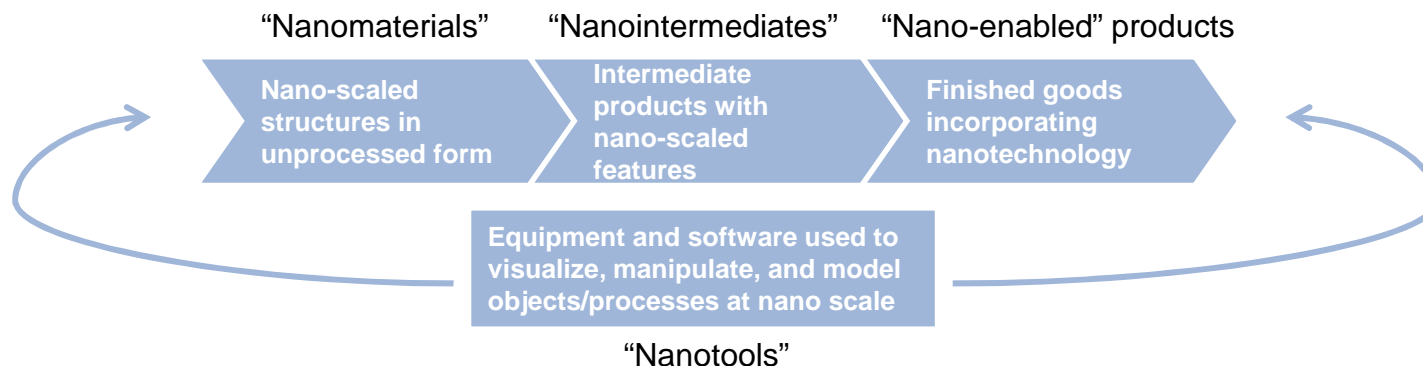 “Nanomaterials”
“Nanointermediates”
“Nano-enabled” products
Nano-scaled
structures in
unprocessed form
Intermediate
products with
nano-scaled
features
Finished goods
incorporating
nanotechnology
Equipment and software used to
visualize, manipulate, and model
objects/processes at nano scale
“Nanotools”